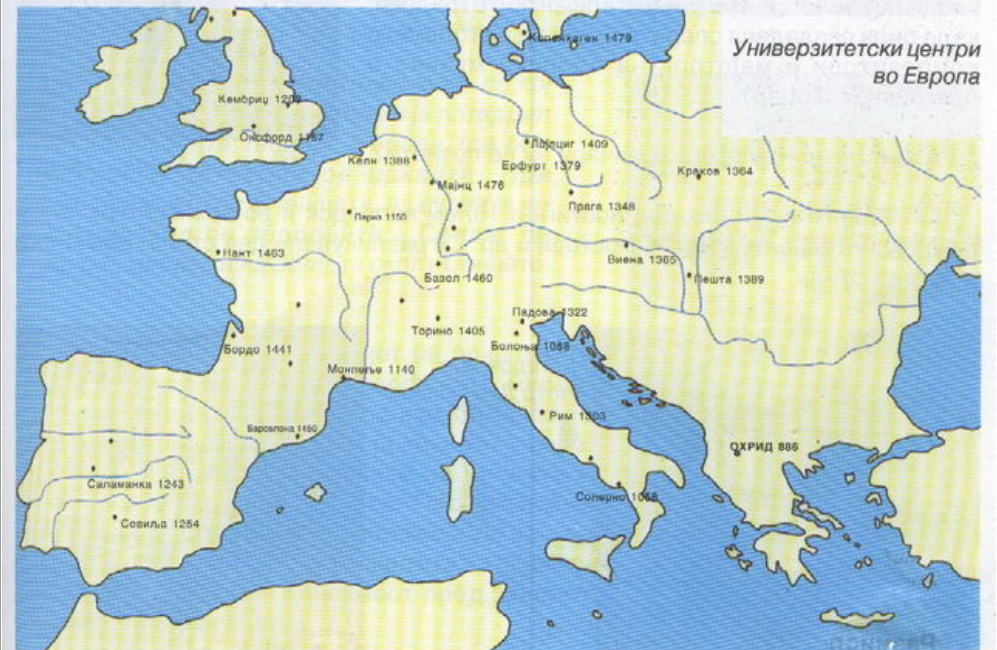 Универзитетски центри
во Европа
Копенхаген 1479
Кембриџ 1209
Оксфорд 1167
Келн 1388
Лајпциг 1409
Ерфурт 1379
Краков 1364
Мајнц 1476
Прага 1348
Париз 1150
Нант 1463
Виена 1365
Базел 1460
Пешта 1389
Падова 1322
Торино 1405
Болоња 1088
Бордо 1441
Монпеље 1140
Рим 1303
Барселона 1450
ОХРИД 886
Саламанка 1243
Солерно 1068
Совиља 1254